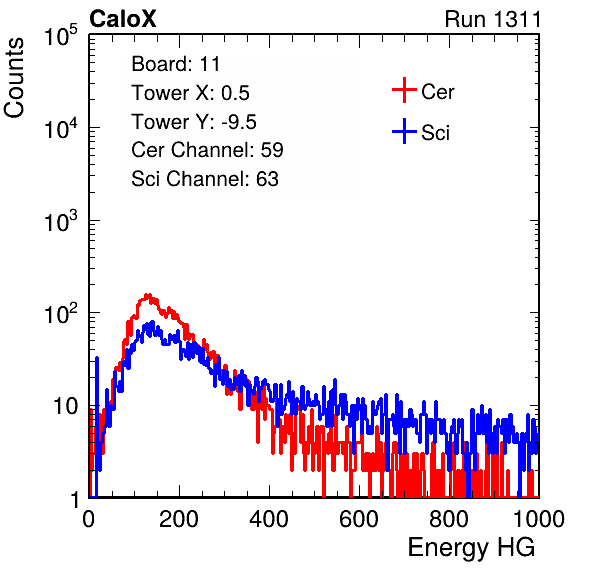 CaloX Run 1311
Counts
Board: 11
Tower X: 0.5
Tower Y: -9.5
Cer Channel: 59
Sci Channel: 63
Cer
Sci
10^5
10^4
10^3
10^2
10
1
0 200 400 600 800 1000
Energy HG